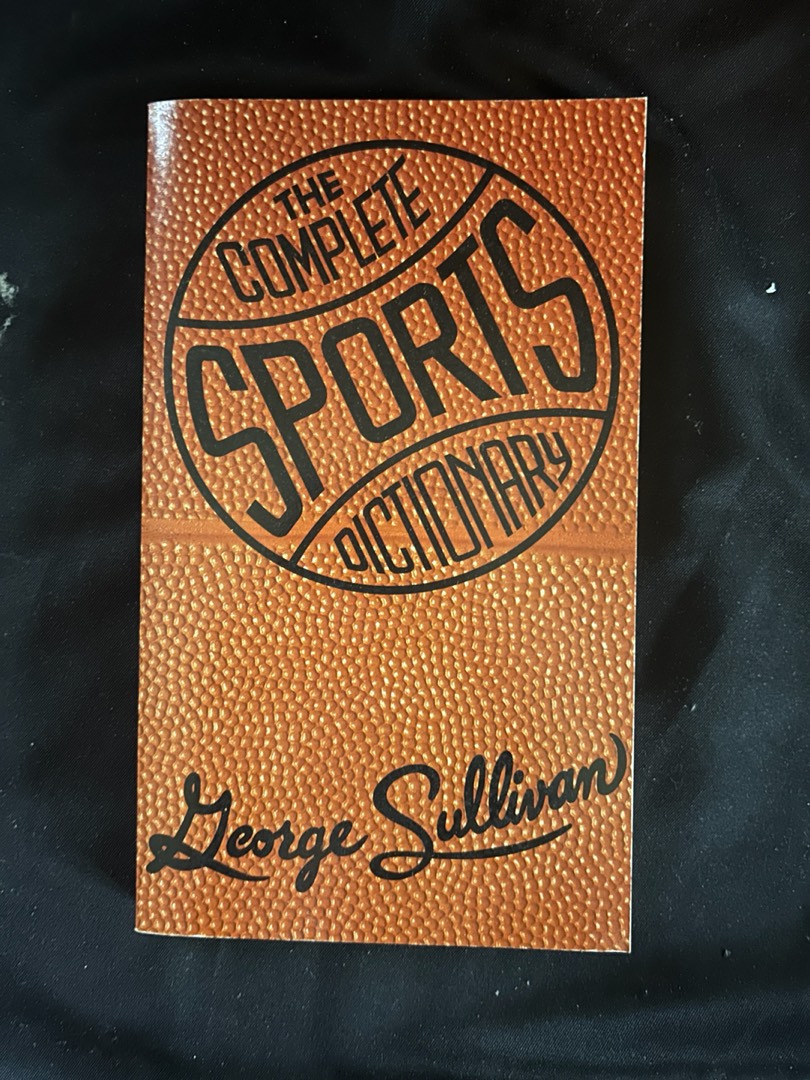 THE
COMPLETE
SPORTS
DICTIONARY
George Sullivan